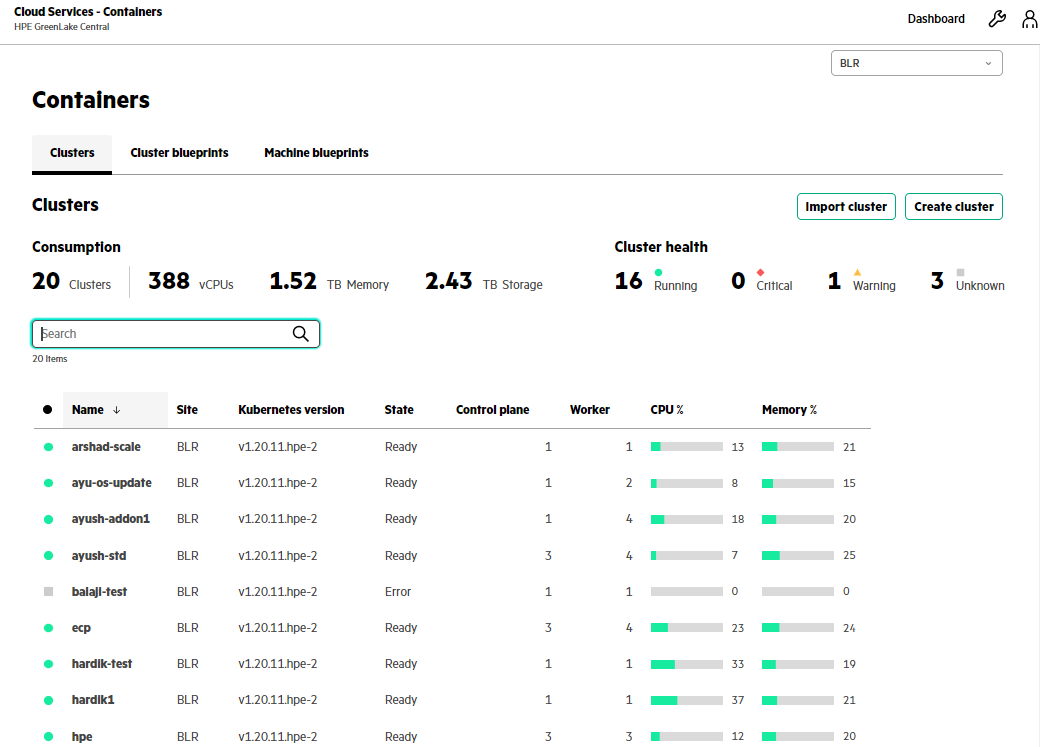 Cloud Services - Containers
HPE GreenLake Central
Dashboard
BLR
Containers
Clusters Cluster blueprints Machine blueprints
Clusters
Import cluster Create cluster
Consumption
Cluster health
20 Clusters 388 vCPUs 1.52 TB Memory 2.43 TB Storage
16 Running 0 Critical 1 Warning 3 Unknown
Search
20 Items
Name Site Kubernetes version State Control plane Worker CPU % Memory %
arshad-scale BLR v1.20.11.hpe-2 Ready 1 1 13 21
ayu-os-update BLR v1.20.11.hpe-2 Ready 1 2 8 15
ayush-addon1 BLR v1.20.11.hpe-2 Ready 1 4 18 20
ayush-std BLR v1.20.11.hpe-2 Ready 3 4 7 25
balaji-test BLR v1.20.11.hpe-2 Error 1 1 0 0
ecp BLR v1.20.11.hpe-2 Ready 3 4 23 24
hardik-test BLR v1.20.11.hpe-2 Ready 1 1 33 19
hardik1 BLR v1.20.11.hpe-2 Ready 1 1 37 21
hpe BLR v1.20.11.hpe-2 Ready 3 3 12 20